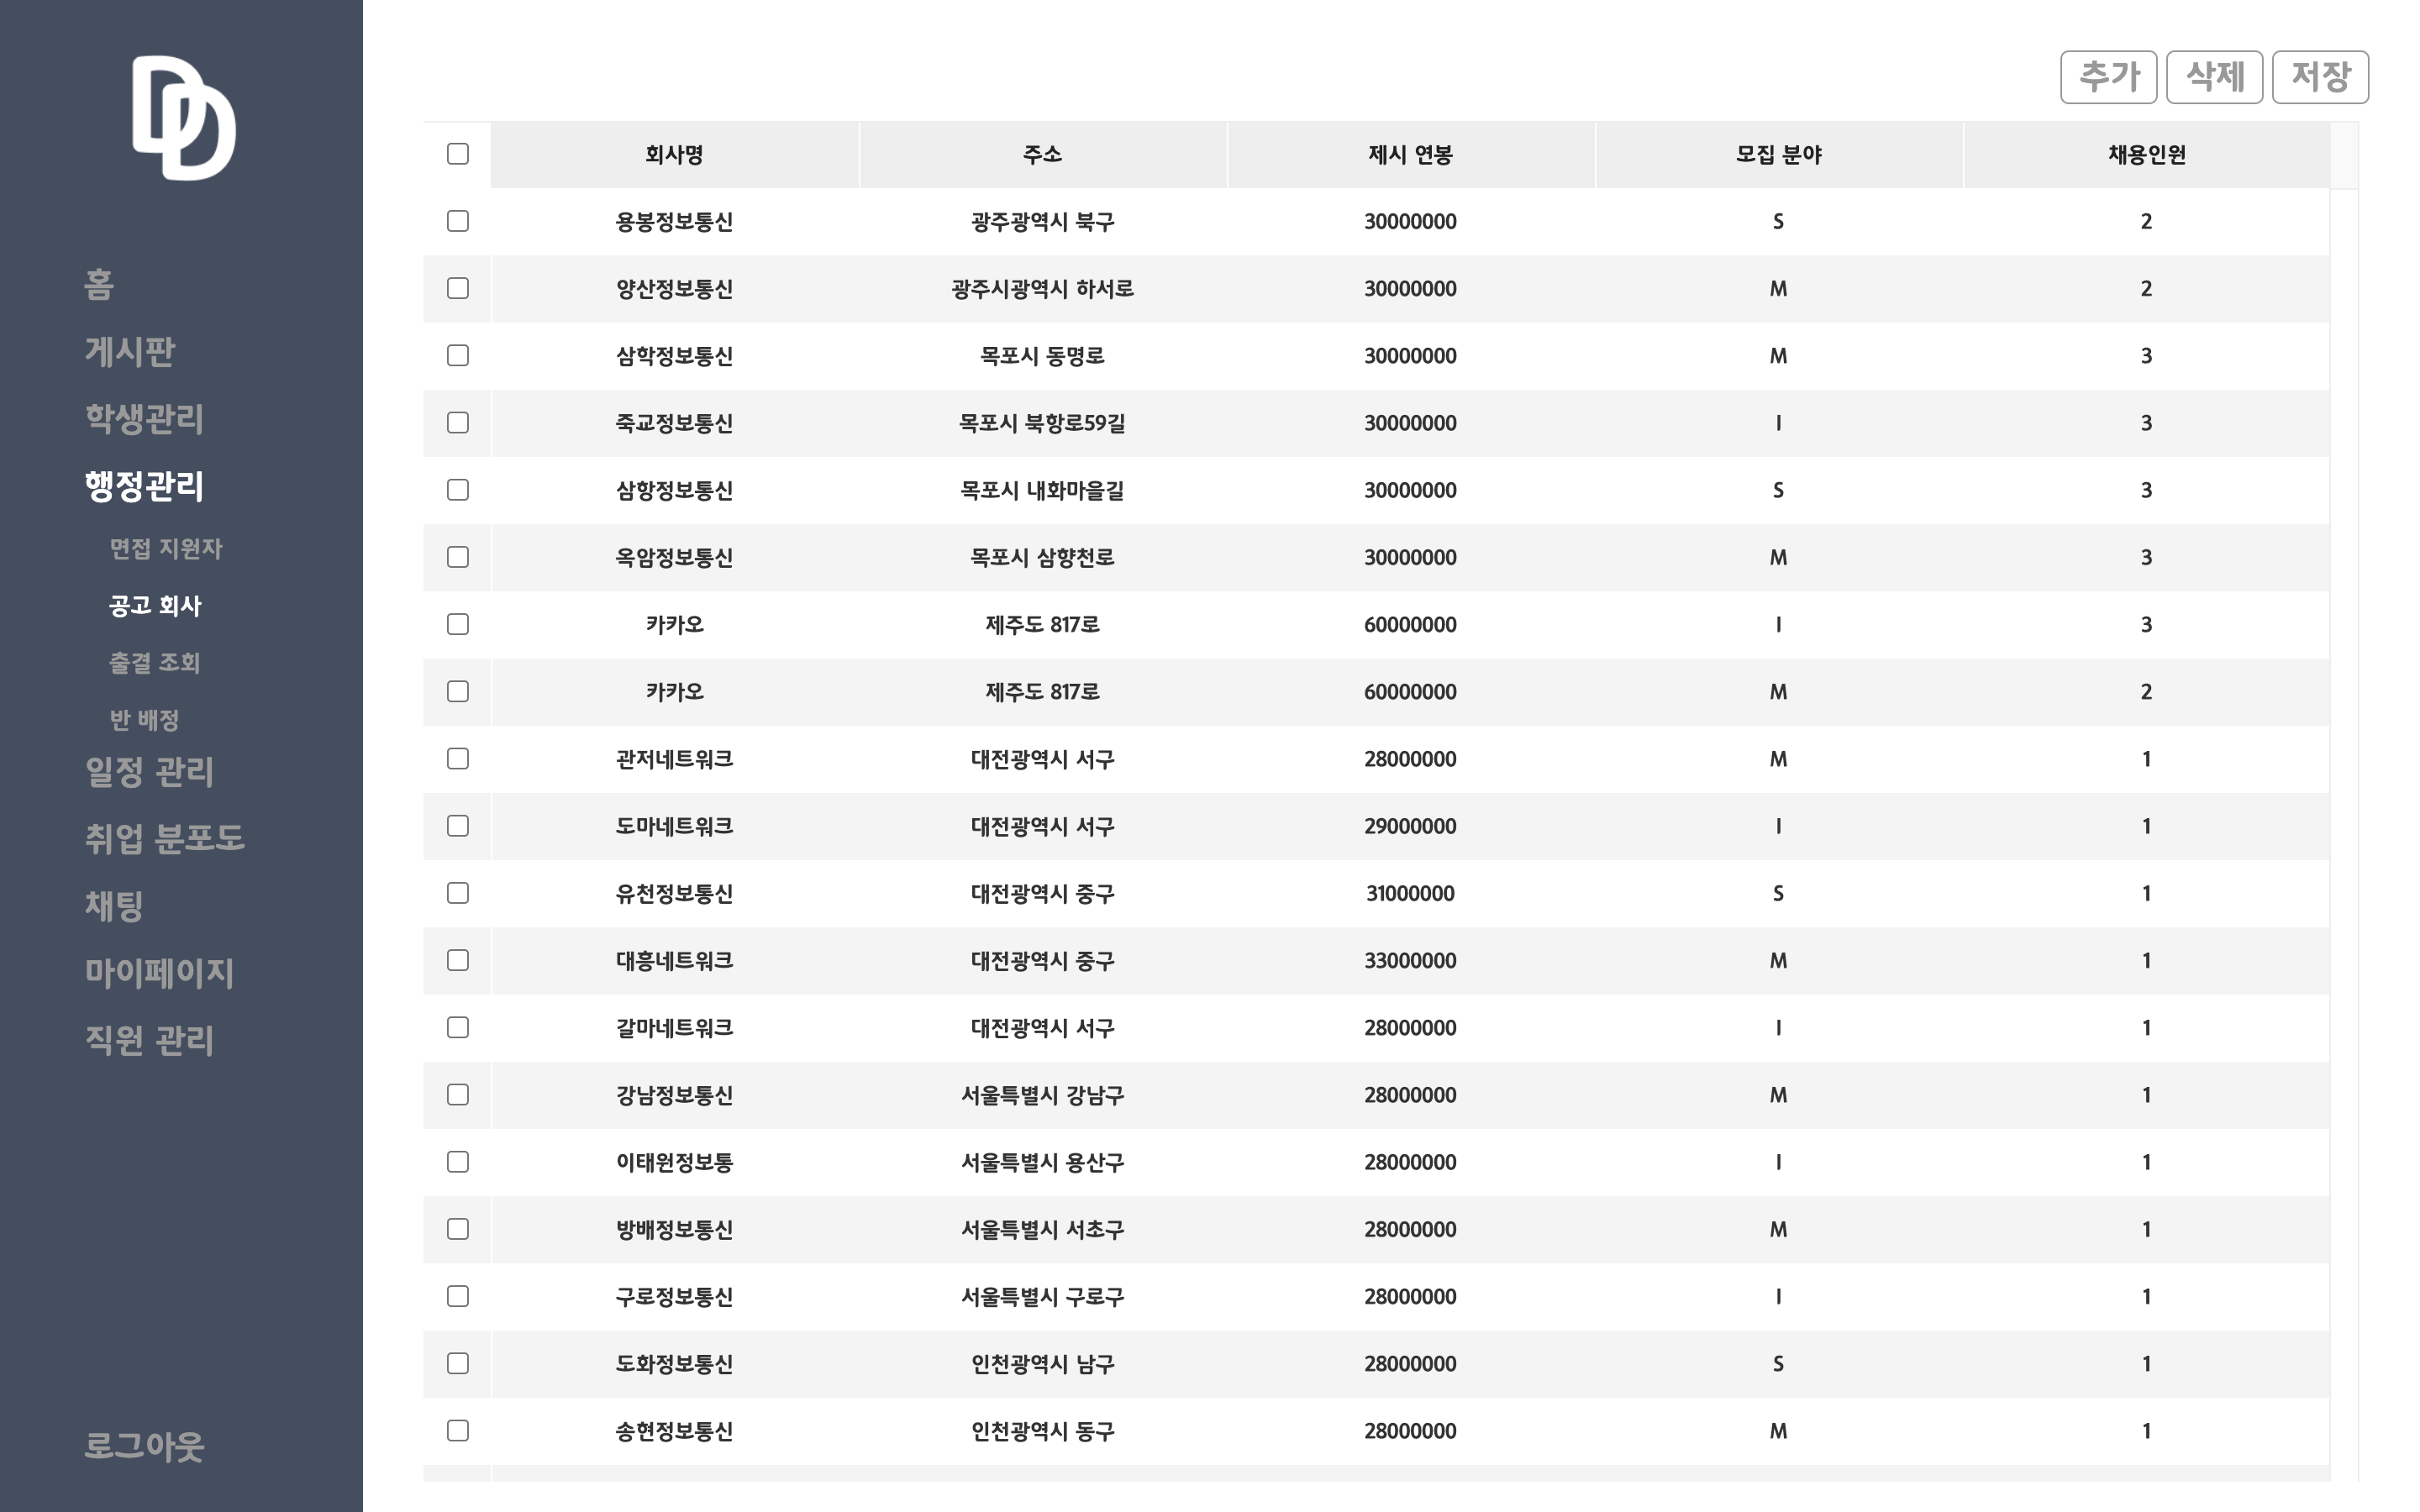 DD
홈
게시판
학생관리
행정관리
면접 지원자
공고 회사
출결 조회
반 배정
일정 관리
취업 분포도
채팅
마이페이지
직원 관리
로그아웃
추가 삭제 저장
회사명 주소 제시 연봉 모집 분야 채용인원
용봉정보통신 광주광역시 북구 30000000 S 2
양산정보통신 광주시광역시 하서로 30000000 M 2
삼학정보통신 목포시 동명로 30000000 M 3
죽교정보통신 목포시 북항로59길 30000000 I 3
삼항정보통신 목포시 내화마을길 30000000 S 3
옥암정보통신 목포시 삼향천로 30000000 M 3
카카오 제주도 817로 60000000 I 3
카카오 제주도 817로 60000000 M 2
관저네트워크 대전광역시 서구 28000000 M 1
도마네트워크 대전광역시 서구 29000000 I 1
유천정보통신 대전광역시 중구 31000000 S 1
대흥네트워크 대전광역시 중구 33000000 M 1
갈마네트워크 대전광역시 서구 28000000 I 1
강남정보통신 서울특별시 강남구 28000000 M 1
이태원정보통 서울특별시 용산구 28000000 I 1
방배정보통신 서울특별시 서초구 28000000 M 1
구로정보통신 서울특별시 구로구 28000000 I 1
도화정보통신 인천광역시 남구 28000000 S 1
송현정보통신 인천광역시 동구 28000000 M 1